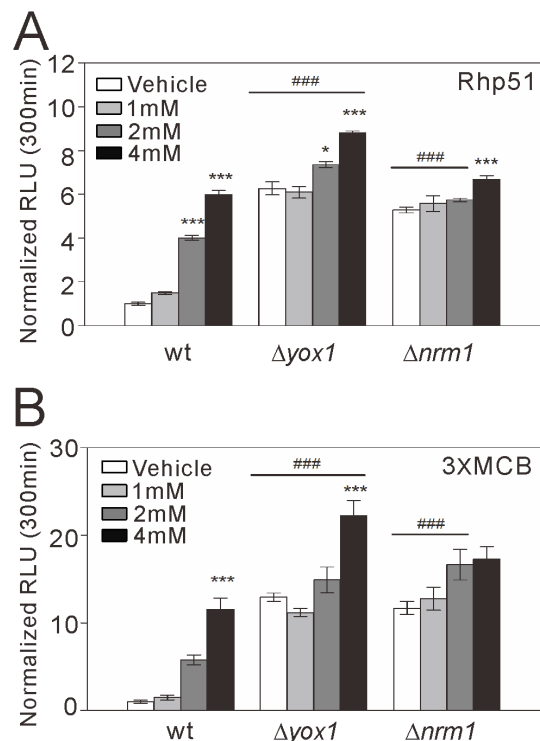 A
Normalized RLU (300min)
12
10
8
6
4
2
0
Vehicle
1mM
2mM
4mM
Rhp51
***
***
###
*
***
###
***
wt
Δyox1
Δnrm1
B
Normalized RLU (300min)
30
20
10
0
Vehicle
1mM
2mM
4mM
3XMCB
***
###
***
###
wt
Δyox1
Δnrm1